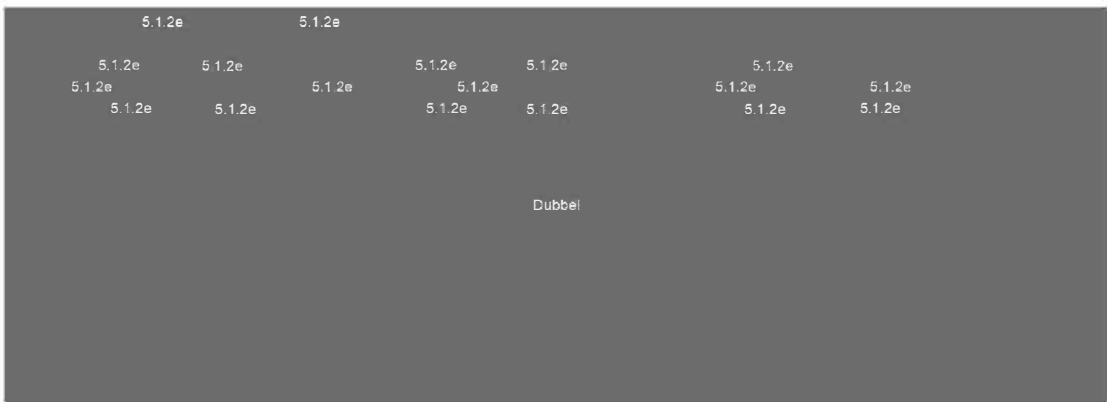 5.1.2e 5.1.2e
5.1.2e 5.1.2e 5.1.2e 5.1.2e 5.1.2e
5.1.2e 5.1.2e 5.1.2e 5.1.2e 5.1.2e
5.1.2e 5.1.2e 5.1.2e 5.1.2e 5.1.2e 5.1.2e
Dubbel